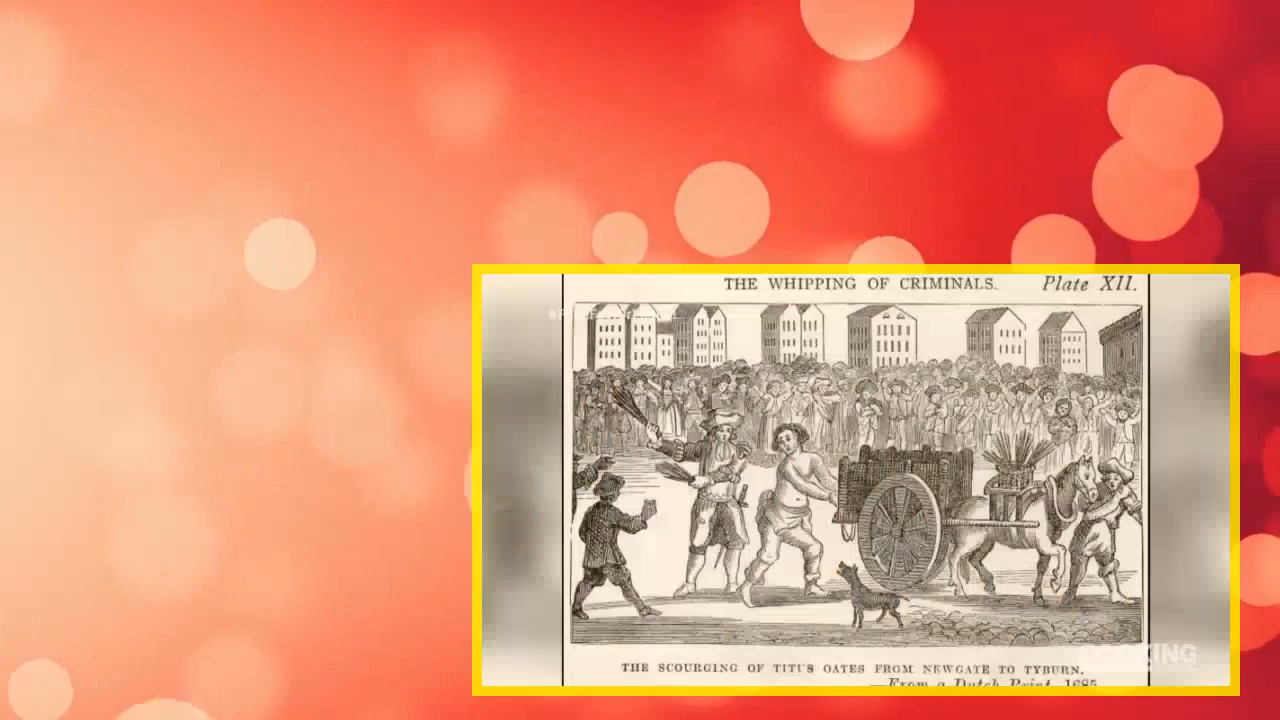 THE WHIPPING OF CRIMINALS. Plate XII.
THE SCOURGING OF TITUS OATES FROM NEWGATE TO TYBURN.
—From a Dutch Print, 1685.